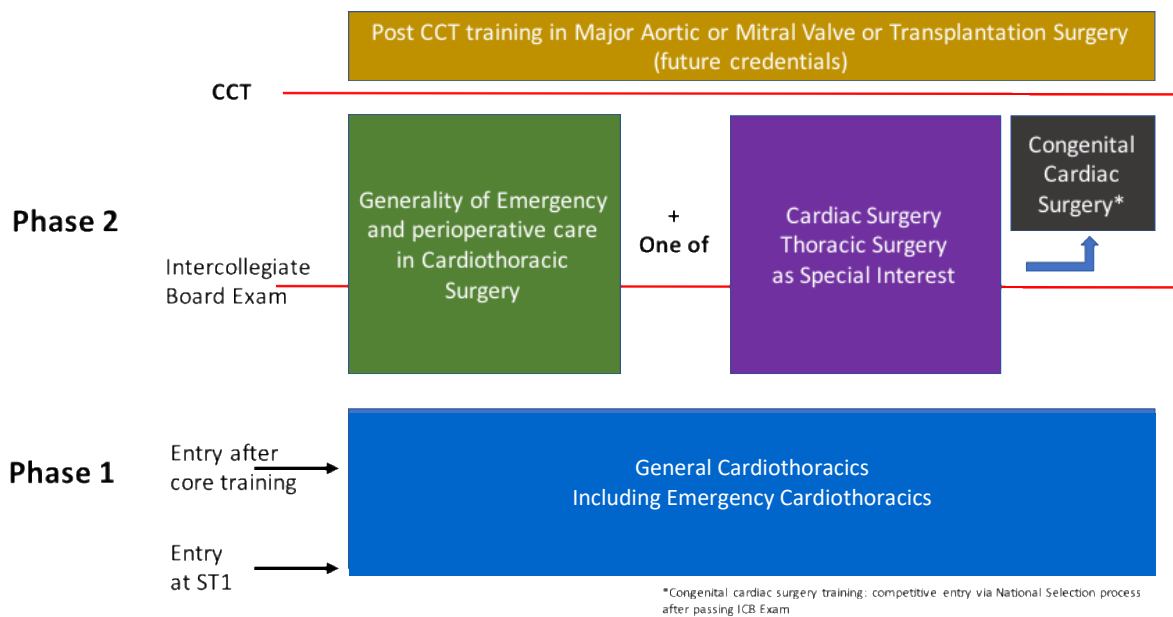 Post CCT training in Major Aortic or Mitral Valve or Transplantation Surgery
(future credentials)
CCT
Phase 2
Generality of Emergency
and perioperative care
in Cardiothoracic
Surgery
+
One of
Cardiac Surgery
Thoracic Surgery
as Special Interest
Congenital
Cardiac
Surgery*
Intercollegiate
Board Exam
Phase 1
Entry after
core training
General Cardiothoracics
Including Emergency Cardiothoracics
Entry
at ST1
*Congenital cardiac surgery training: competitive entry via National Selection process
after passing ICB Exam